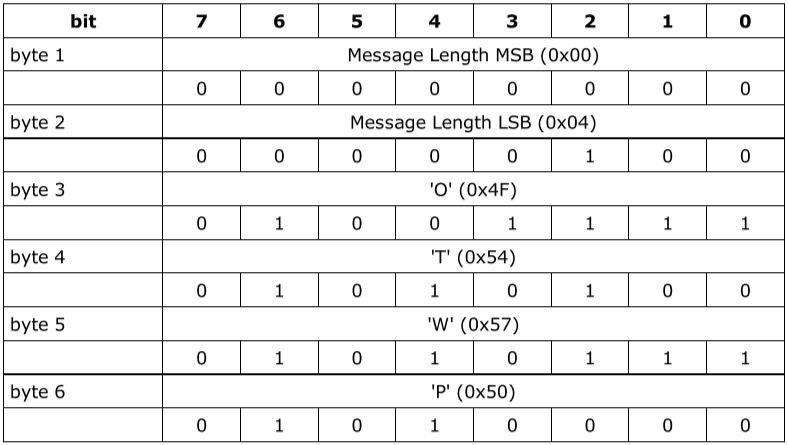 bit 7 6 5 4 3 2 1 0
byte 1 Message Length MSB (0x00)
0 0 0 0 0 0 0 0
byte 2 Message Length LSB (0x04)
0 0 0 0 0 1 0 0
byte 3 'O' (0x4F)
0 1 0 0 1 1 1 1
byte 4 'T' (0x54)
0 1 0 1 0 1 0 0
byte 5 'W' (0x57)
0 1 0 1 0 1 1 1
byte 6 'P' (0x50)
0 1 0 1 0 0 0 0